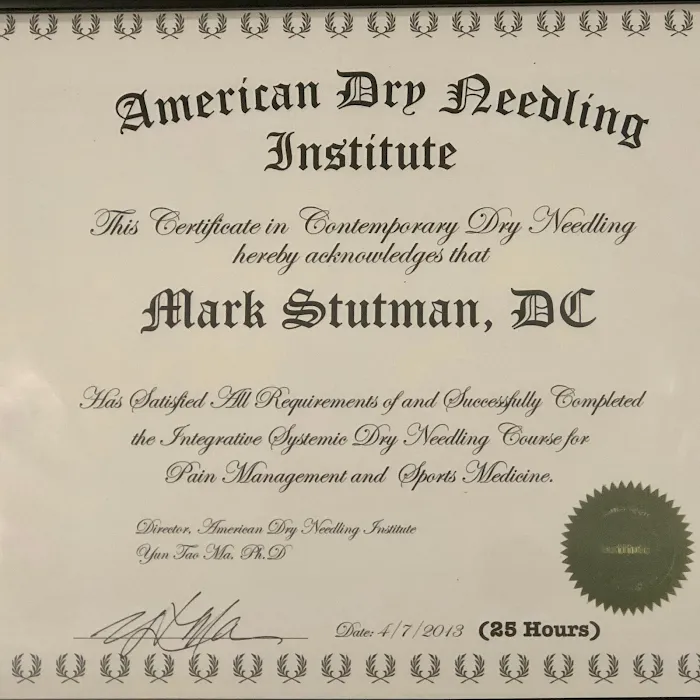 American Dry Needling
Institute
This Certificate in Contemporary Dry Needling
hereby acknowledges that
Mark Stutman, DC
Has Satisfied All Requirements of and Successfully Completed
the Integrative Systemic Dry Needling Course for
Pain Management and Sports Medicine.
Director, American Dry Needling Institute
Yun Tao Ma, Ph.D
Date: 4/7/2013 (25 Hours)